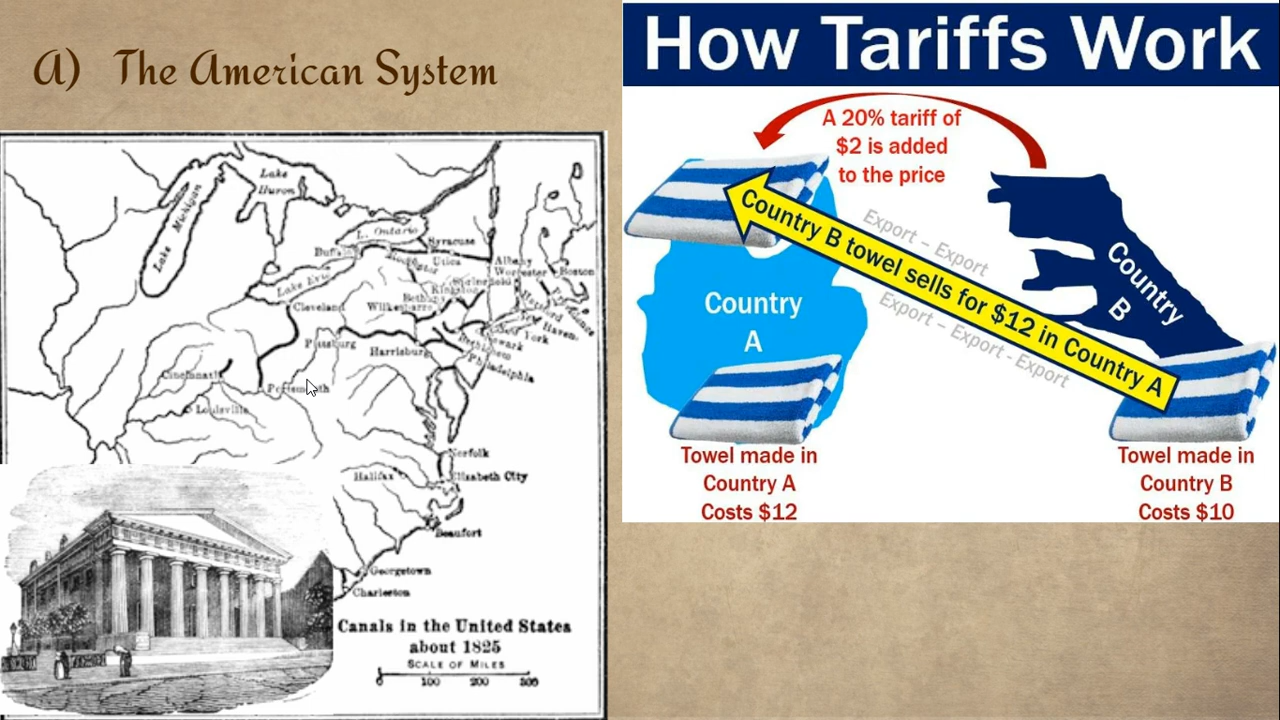 A) The American System
How Tariffs Work
A 20% tariff of
$2 is added
to the price
Country B towel sells for $12 in Country A
Export – Export
Export – Export - Export
Country
A
Country
B
Towel made in
Country A
Costs $12
Towel made in
Country B
Costs $10
Lake
Huron
Lake Michigan
L. Ontario
Syracuse
Utica
Albany
Worcester
Boston
Lake Erie
Cleveland
Wilkesbarre
Pittsburg
Harrisburg
New Haven
York
Philadelphia
Cincinnati
Portsmouth
Louisville
Norfolk
Halifax
Elizabeth City
Beaufort
Georgetown
Charleston
Canals in the United States
about 1825
SCALE OF MILES
0 100 200 300